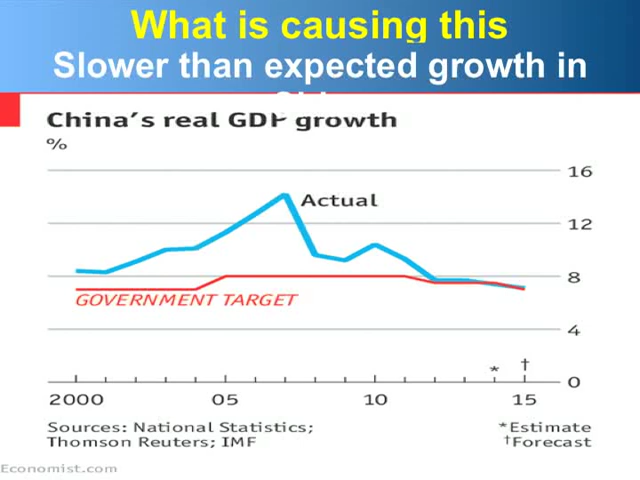 What is causing this
Slower than expected growth in
China's real GDP growth
%
16
Actual
12
8
GOVERNMENT TARGET
4
* †
0
2000 05 10 15
Sources: National Statistics; *Estimate
Thomson Reuters; IMF †Forecast
Economist.com